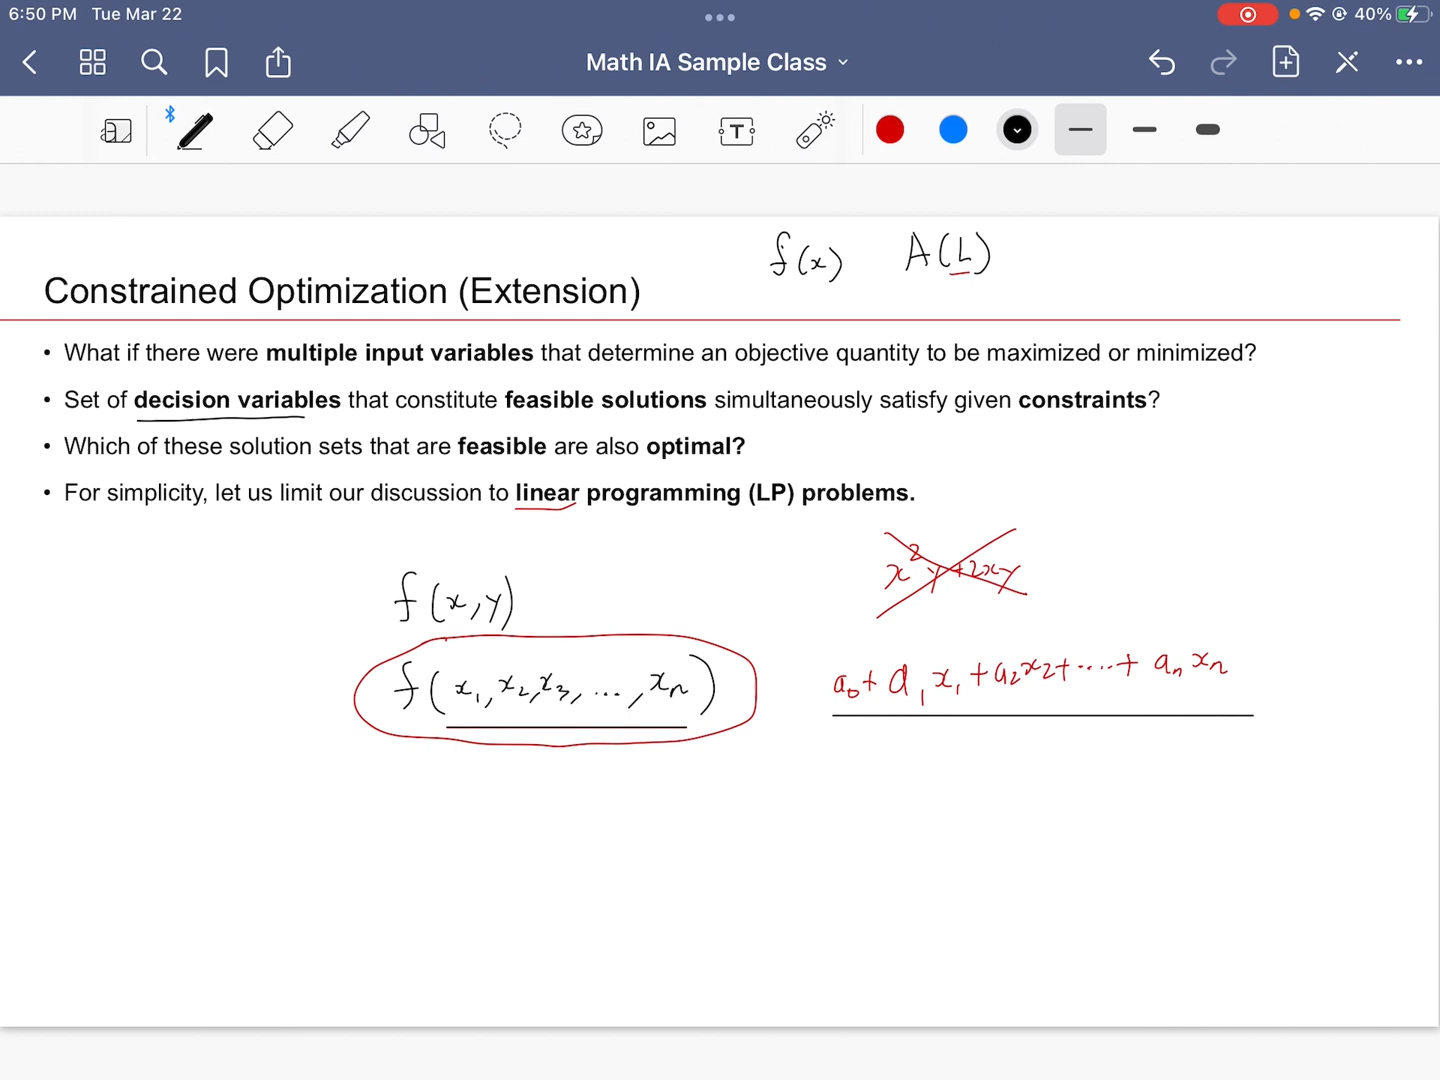 6:50 PM Tue Mar 22
40%
Math IA Sample Class
T
f(x) A(L)
Constrained Optimization (Extension)
• What if there were multiple input variables that determine an objective quantity to be maximized or minimized?
• Set of decision variables that constitute feasible solutions simultaneously satisfy given constraints?
• Which of these solution sets that are feasible are also optimal?
• For simplicity, let us limit our discussion to linear programming (LP) problems.
x²y+2xy
f(x,y)
f(x₁,x₂,x₃,...,xₙ)
a₀+a₁x₁+a₂x₂+....+aₙxₙ